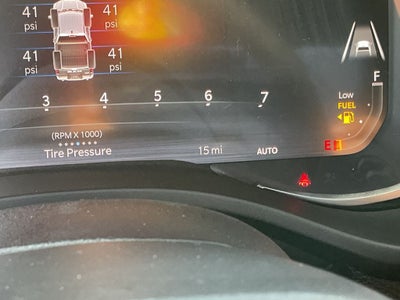 41 41
psi psi
41 41
psi psi
F
Low
FUEL
3 4 5 6 7
(RPM X 1000)
Tire Pressure 15 mi AUTO E